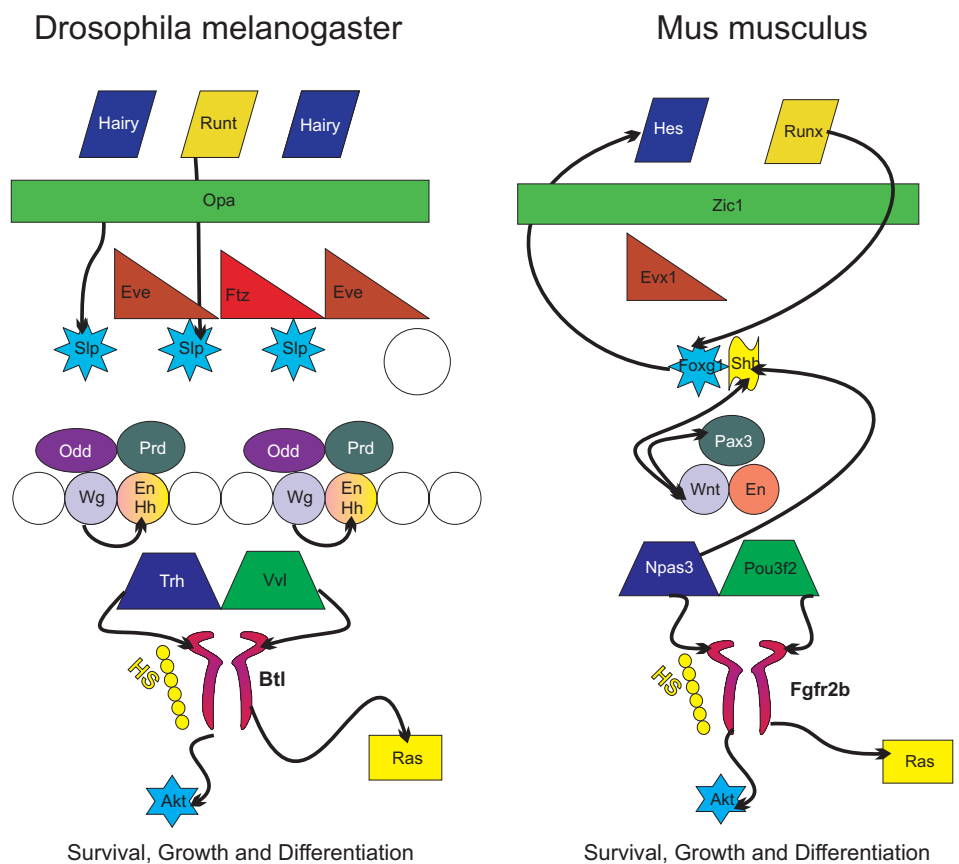 Drosophila melanogaster
Mus musculus
Hairy
Runt
Hairy
Opa
Eve
Ftz
Eve
Slp
Slp
Slp
Odd
Prd
Odd
Prd
Wg
En
Hh
Wg
En
Hh
Trh
Vvl
HS
Btl
Ras
Akt
Survival, Growth and Differentiation
Hes
Runx
Zic1
Evx1
Foxg1
Shh
Pax3
Wnt
En
Npas3
Pou3f2
HS
Fgfr2b
Ras
Akt
Survival, Growth and Differentiation